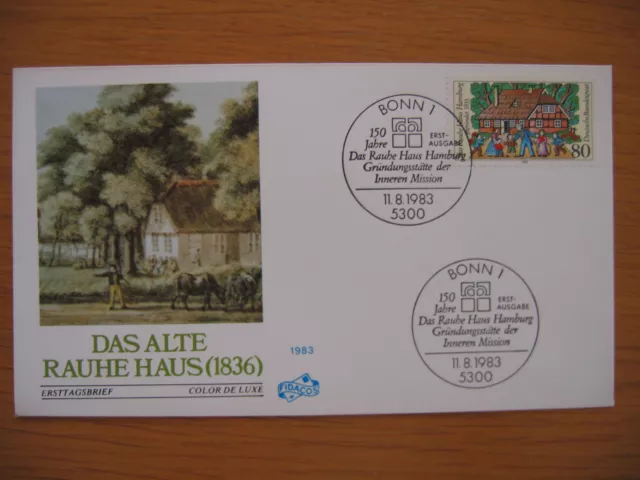 DAS ALTE
RAUHE HAUS (1836)
ERSTTAGSBRIEF COLOR DE LUXE
1983
FIDACOS
BONN 1
150 ERST-
Jahre AUSGABE
Das Rauhe Haus Hamburg
Gründungsstätte der
Inneren Mission
11.8.1983
5300
80
Deutsche Bundespost
BONN 1
150 ERST-
Jahre AUSGABE
Das Rauhe Haus Hamburg
Gründungsstätte der
Inneren Mission
11.8.1983
5300